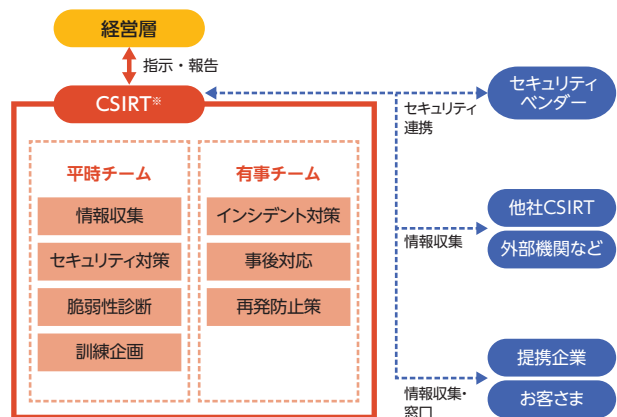 経営層
指示・報告
CSIRT※
セキュリティ
ベンダー
セキュリティ
連携
平時チーム
情報収集
セキュリティ対策
脆弱性診断
訓練企画
有事チーム
インシデント対策
事後対応
再発防止策
他社CSIRT
外部機関など
情報収集
提携企業
お客さま
情報収集・
窓口